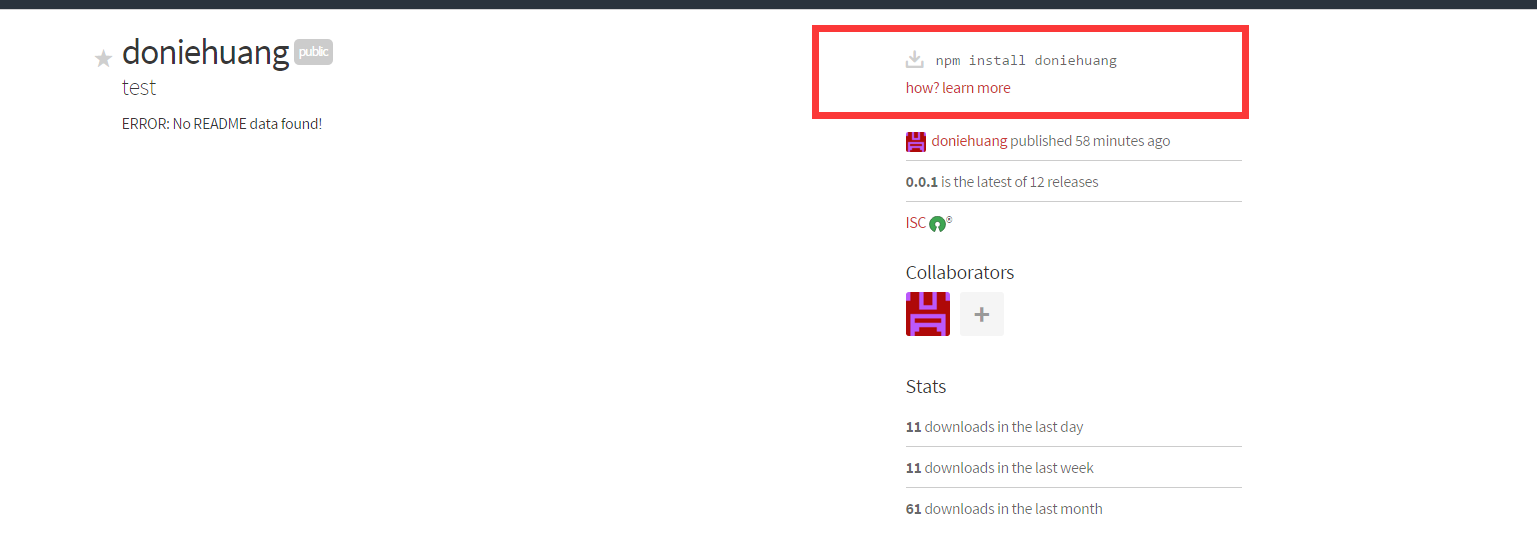 doniehuang public
test
ERROR: No README data found!
npm install doniehuang
how? learn more
doniehuang published 58 minutes ago
0.0.1 is the latest of 12 releases
ISC ®
Collaborators
+
Stats
11 downloads in the last day
11 downloads in the last week
61 downloads in the last month